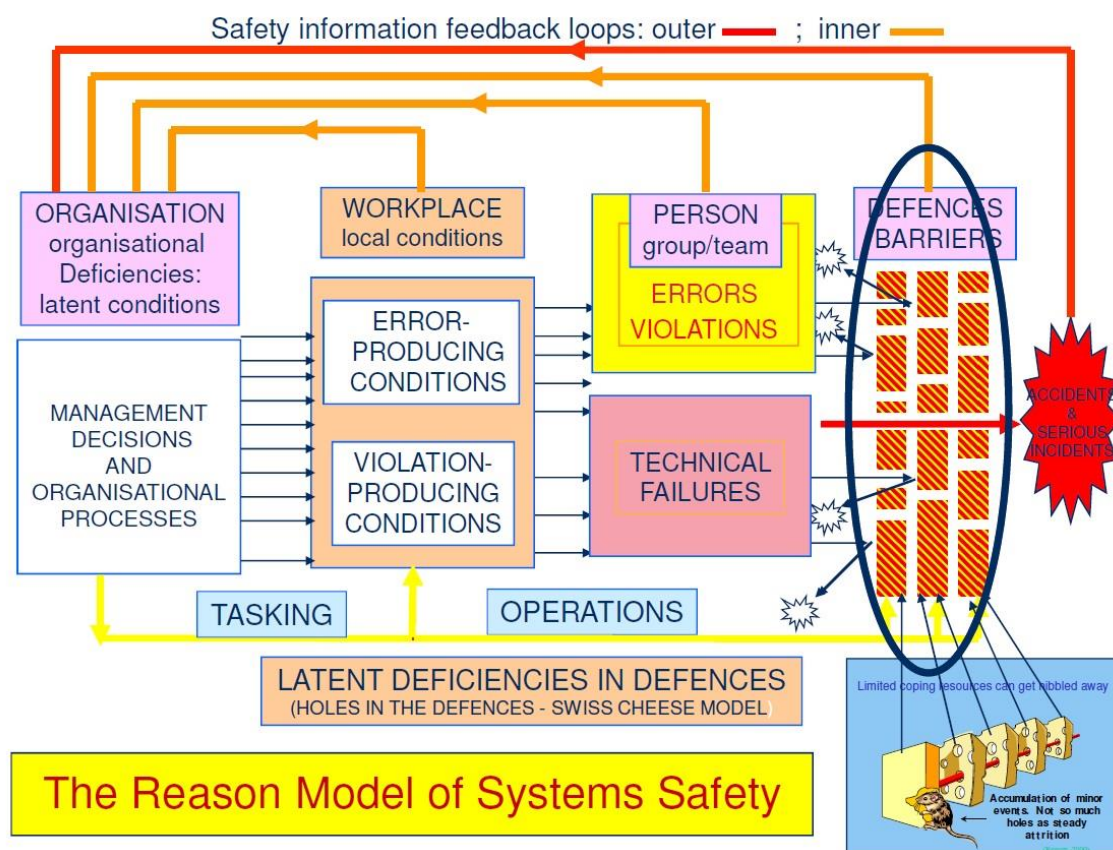 Safety information feedback loops: outer ; inner
ORGANISATION
organisational
Deficiencies:
latent conditions
WORKPLACE
local conditions
PERSON
group/team
DEFENCES
BARRIERS
MANAGEMENT
DECISIONS
AND
ORGANISATIONAL
PROCESSES
ERROR-
PRODUCING
CONDITIONS
VIOLATION-
PRODUCING
CONDITIONS
ERRORS
VIOLATIONS
TECHNICAL
FAILURES
ACCIDENTS
&
SERIOUS
INCIDENTS
TASKING
OPERATIONS
LATENT DEFICIENCIES IN DEFENCES
(HOLES IN THE DEFENCES - SWISS CHEESE MODEL)
The Reason Model of Systems Safety
Limited coping resources can get nibbled away
Accumulation of minor
events. Not so much
holes as steady
attrition